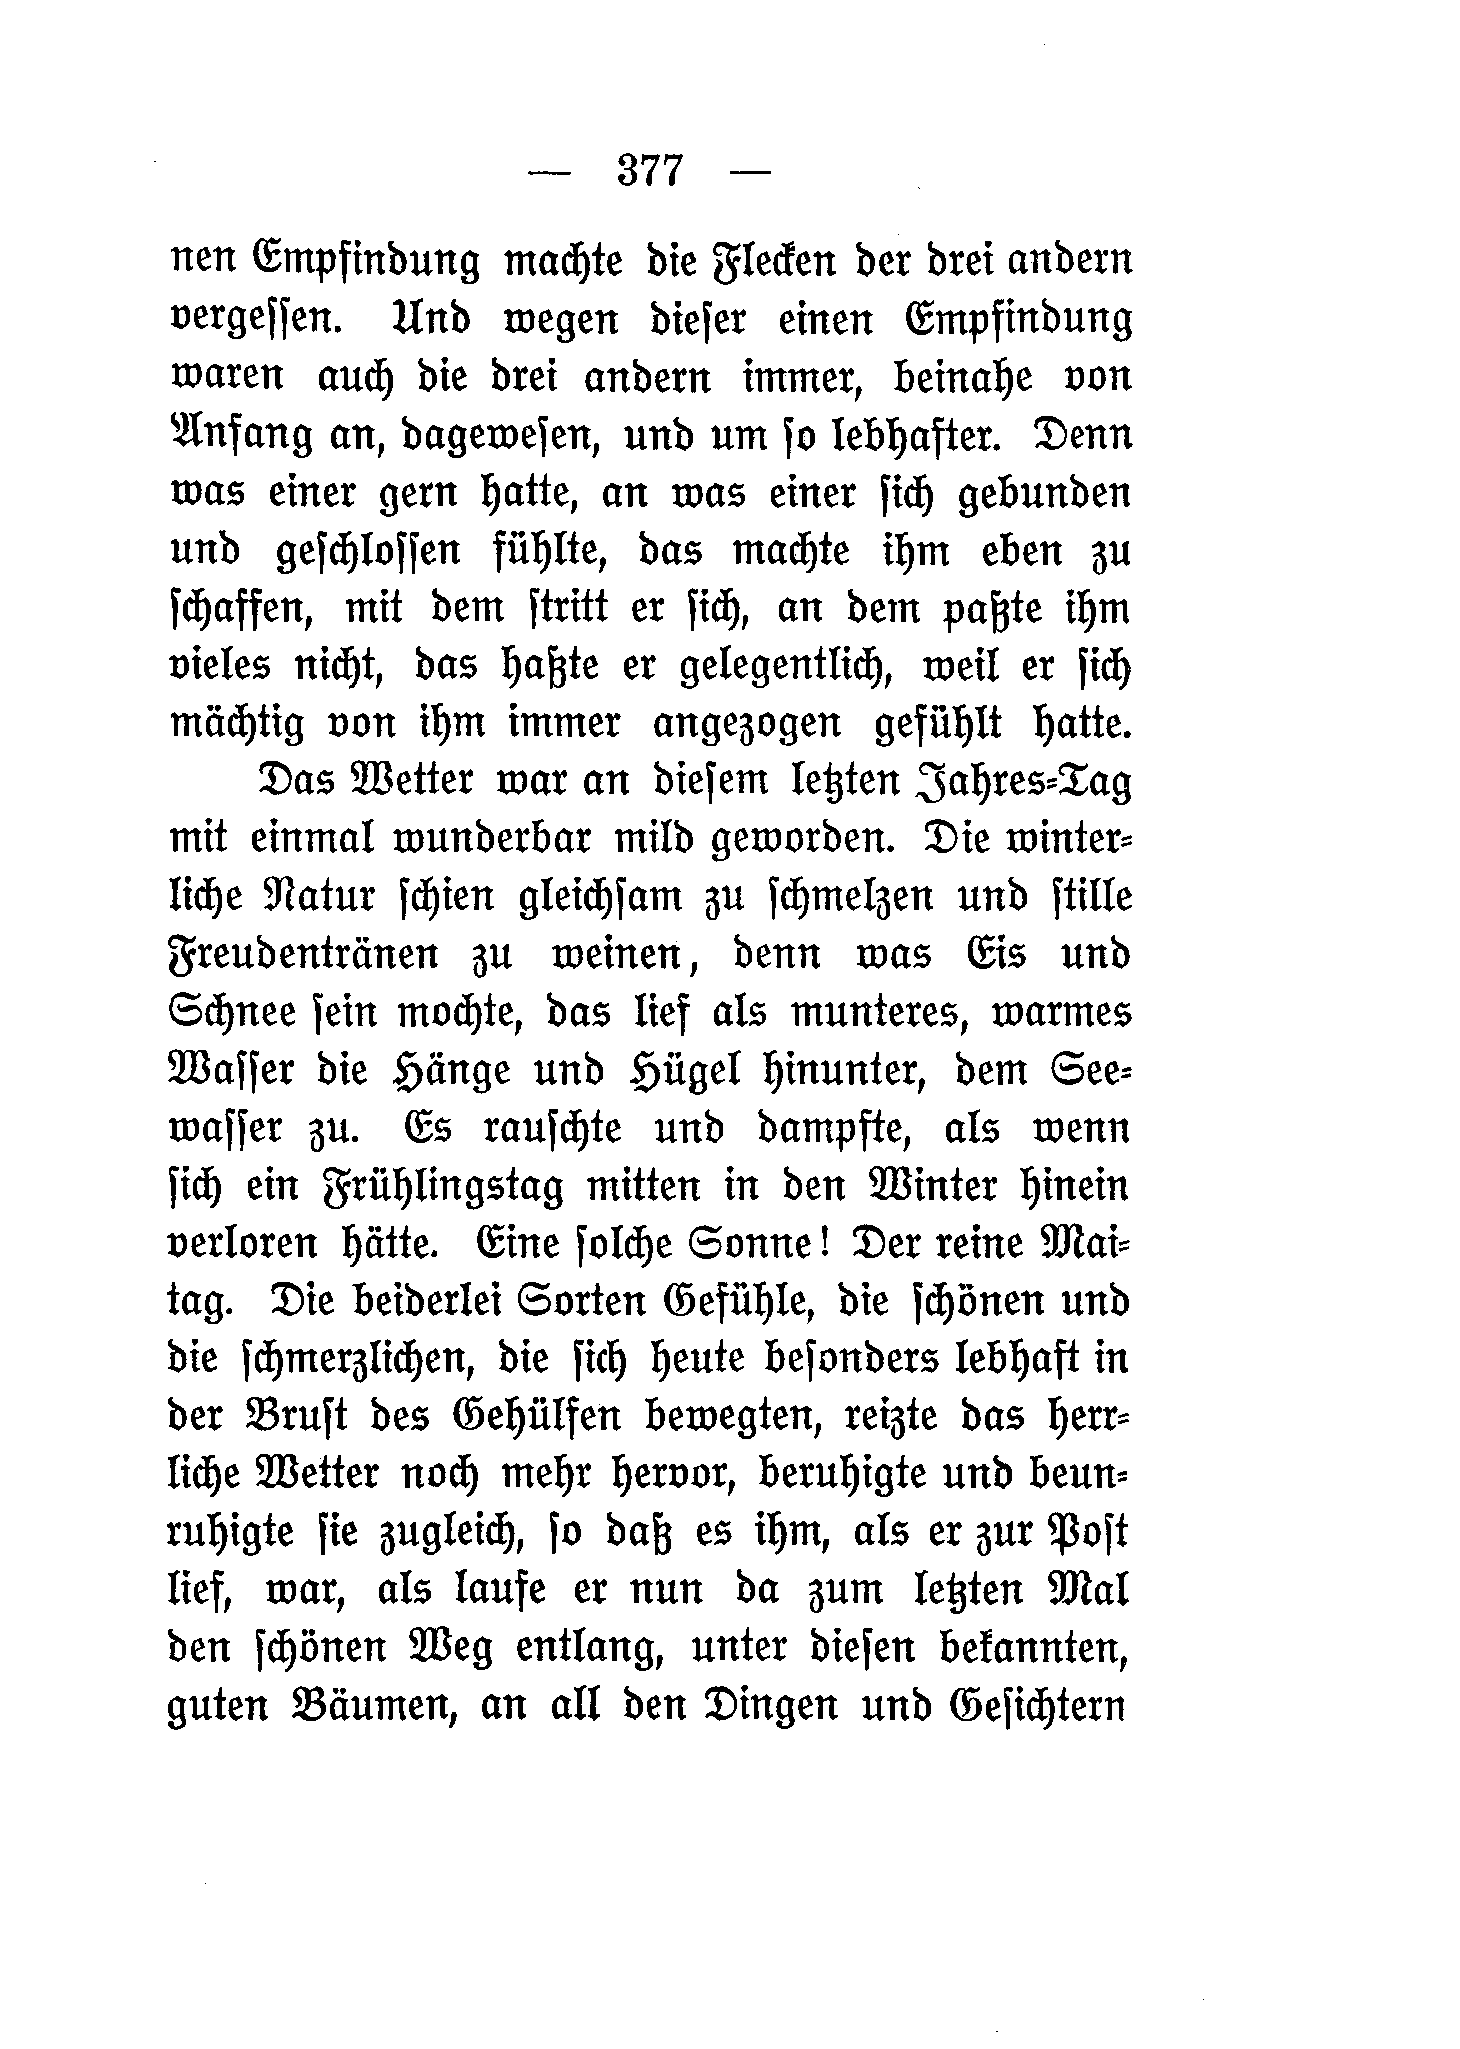 — 377 —
nen Empfindung machte die Flecken der drei andern
vergeſſen. Und wegen dieſer einen Empfindung
waren auch die drei andern immer, beinahe von
Anfang an, dageweſen, und um ſo lebhafter. Denn
was einer gern hatte, an was einer ſich gebunden
und geſchloſſen fühlte, das machte ihm eben zu
ſchaffen, mit dem ſtritt er ſich, an dem paßte ihm
vieles nicht, das haßte er gelegentlich, weil er ſich
mächtig von ihm immer angezogen gefühlt hatte.
Das Wetter war an dieſem letzten Jahres⸗Tag
mit einmal wunderbar mild geworden. Die winter⸗
liche Natur ſchien gleichſam zu ſchmelzen und ſtille
Freudentränen zu weinen, denn was Eis und
Schnee ſein mochte, das lief als munteres, warmes
Waſſer die Hänge und Hügel hinunter, dem See⸗
waſſer zu. Es rauſchte und dampfte, als wenn
ſich ein Frühlingstag mitten in den Winter hinein
verloren hätte. Eine ſolche Sonne! Der reine Mai⸗
tag. Die beiderlei Sorten Gefühle, die ſchönen und
die ſchmerzlichen, die ſich heute beſonders lebhaft in
der Bruſt des Gehülfen bewegten, reizte das herr⸗
liche Wetter noch mehr hervor, beruhigte und beun⸗
ruhigte ſie zugleich, ſo daß es ihm, als er zur Poſt
lief, war, als laufe er nun da zum letzten Mal
den ſchönen Weg entlang, unter dieſen bekannten,
guten Bäumen, an all den Dingen und Geſichtern